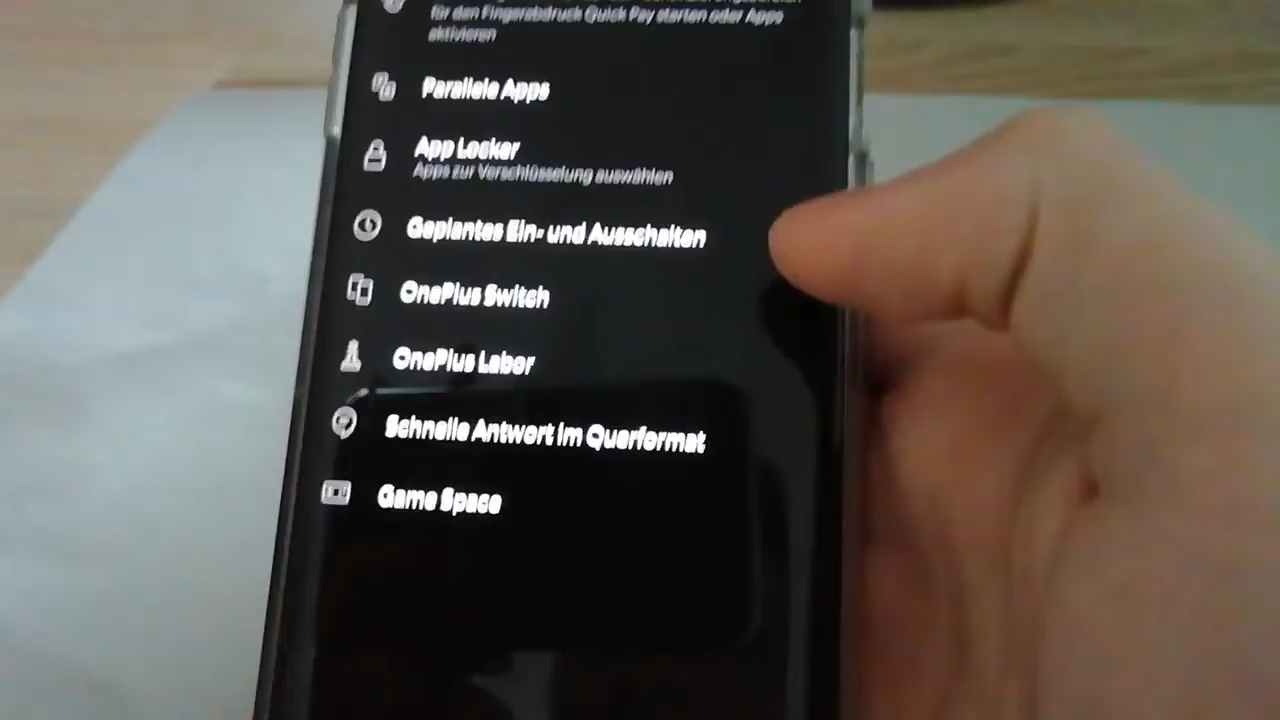 für den Fingerabdruck Quick Pay starten oder Apps
aktivieren
Parallele Apps
App Locker
Apps zur Verschlüsselung auswählen
Geplantes Ein- und Ausschalten
OnePlus Switch
OnePlus Labor
Schnelle Antwort im Querformat
Game Space